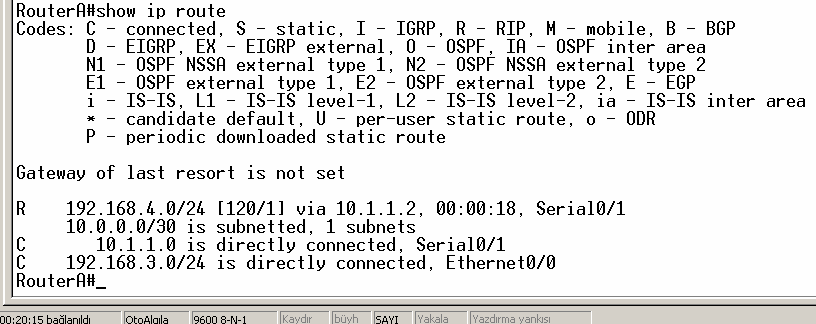 RouterA#show ip route
Codes: C - connected, S - static, I - IGRP, R - RIP, M - mobile, B - BGP
D - EIGRP, EX - EIGRP external, O - OSPF, IA - OSPF inter area
N1 - OSPF NSSA external type 1, N2 - OSPF NSSA external type 2
E1 - OSPF external type 1, E2 - OSPF external type 2, E - EGP
i - IS-IS, L1 - IS-IS level-1, L2 - IS-IS level-2, ia - IS-IS inter area
* - candidate default, U - per-user static route, o - ODR
P - periodic downloaded static route
Gateway of last resort is not set
R 192.168.4.0/24 [120/1] via 10.1.1.2, 00:00:18, Serial0/1
10.0.0.0/30 is subnetted, 1 subnets
C 10.1.1.0 is directly connected, Serial0/1
C 192.168.3.0/24 is directly connected, Ethernet0/0
RouterA#_
00:20:15 bağlanıldı OtoAlgıla 9600 8-N-1 Kaydır büyh SAYI Yakala Yazdırma yankısı